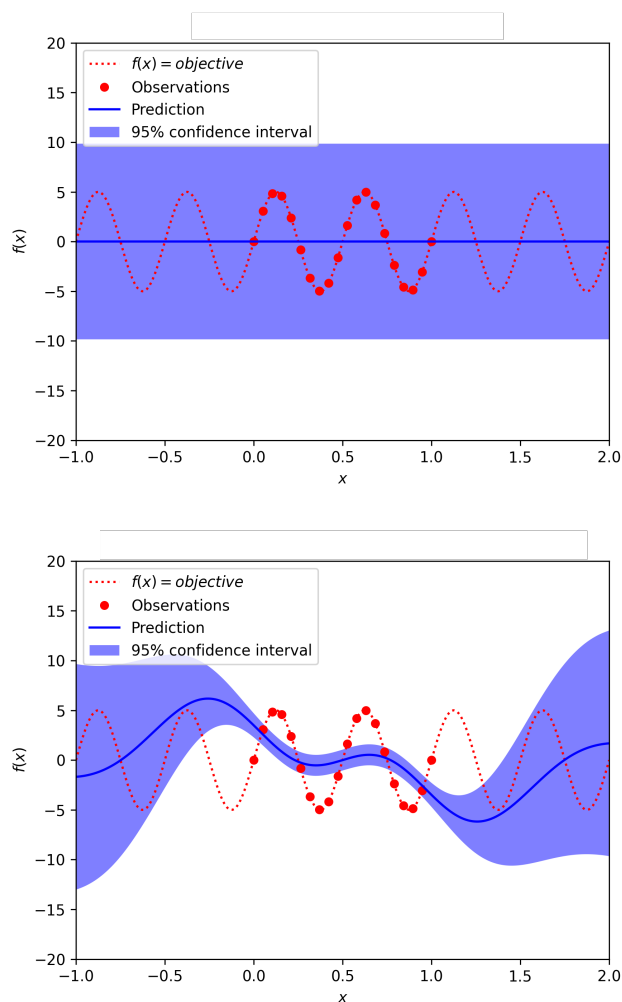 20
15
10
5
0
−5
−10
−15
−20
f(x)
f(x) = objective
Observations
Prediction
95% confidence interval
−1.0 −0.5 0.0 0.5 1.0 1.5 2.0
x
20
15
10
5
0
−5
−10
−15
−20
f(x)
f(x) = objective
Observations
Prediction
95% confidence interval
−1.0 −0.5 0.0 0.5 1.0 1.5 2.0
x